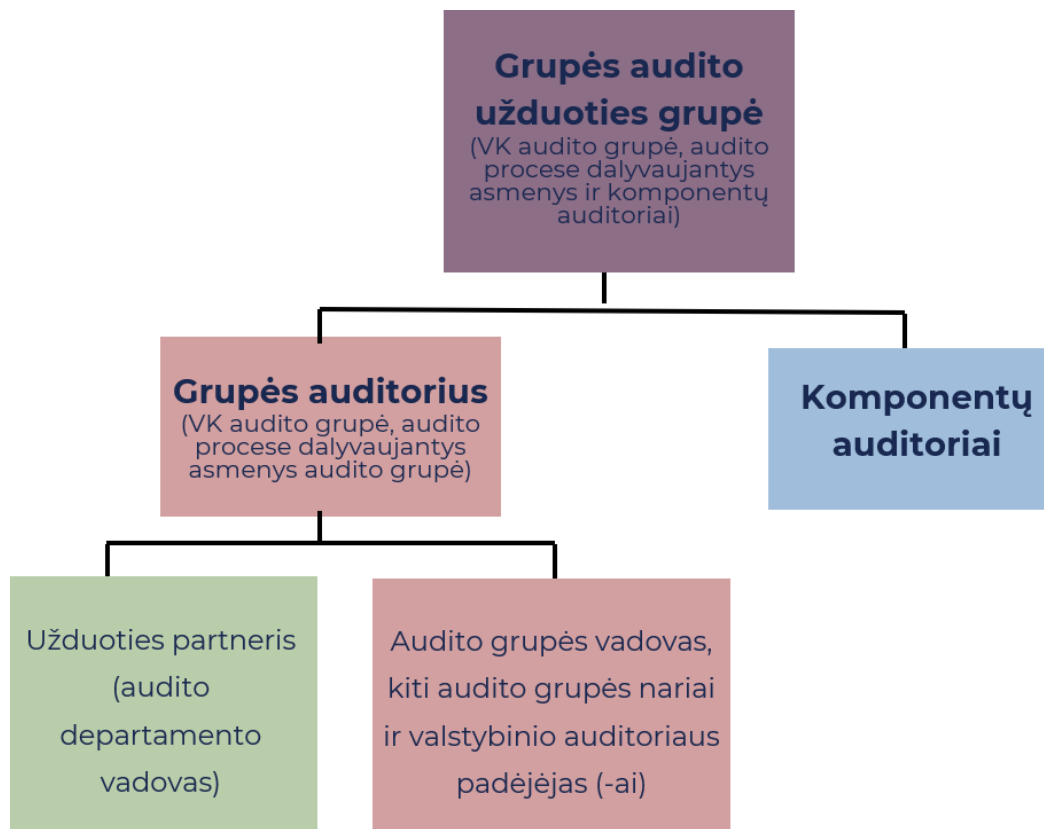 Grupės audito
užduoties grupė
(VK audito grupė, audito
procese dalyvaujantys
asmenys ir komponentų
auditoriai)
Grupės auditorius
(VK audito grupė, audito
procese dalyvaujantys
asmenys audito grupė)
Komponentų
auditoriai
Užduoties partneris
(audito
departamento
vadovas)
Audito grupės vadovas,
kiti audito grupės nariai
ir valstybinio auditoriaus
padėjėjas (-ai)